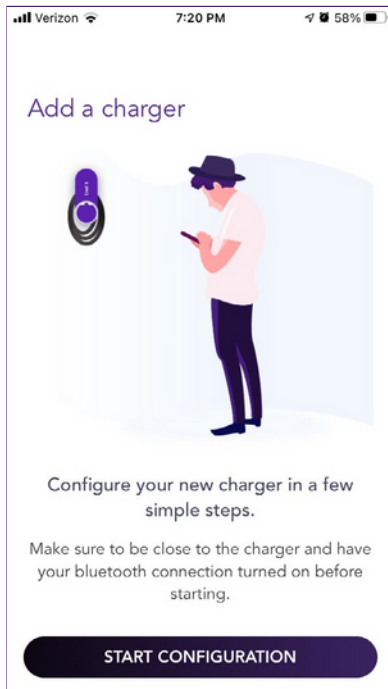 Verizon 7:20 PM 58%
Add a charger
Enel X
Configure your new charger in a few
simple steps.
Make sure to be close to the charger and have
your bluetooth connection turned on before
starting.
START CONFIGURATION